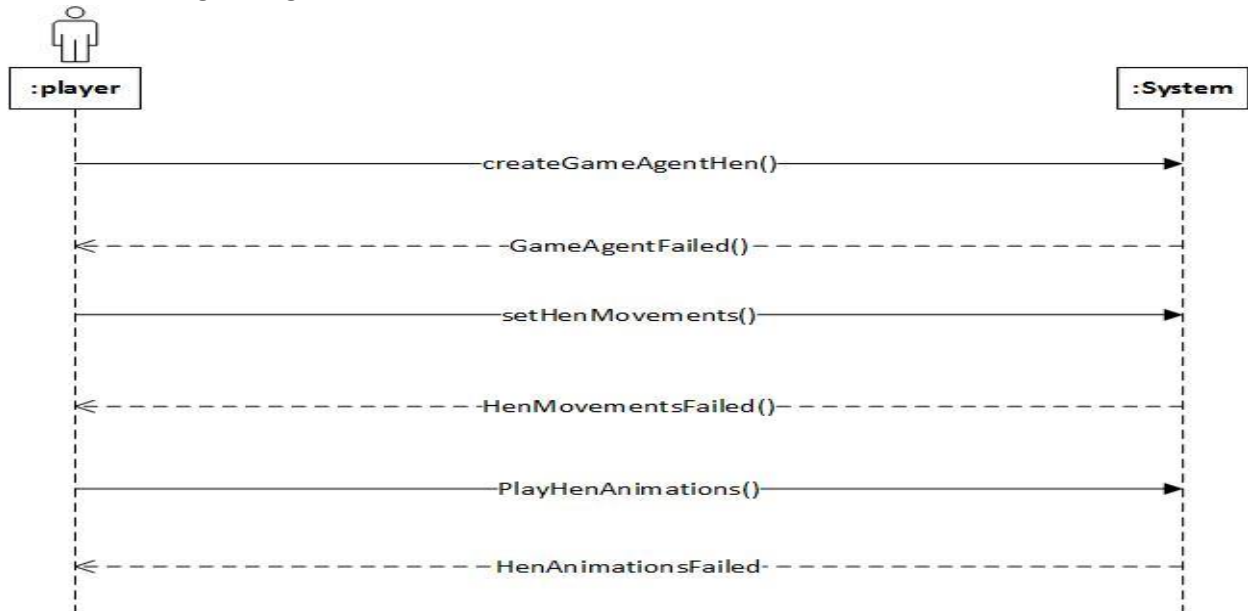 :player
:System
createGameAgentHen()
GameAgentFailed()
setHenMovements()
HenMovementsFailed()
PlayHenAnimations()
HenAnimationsFailed